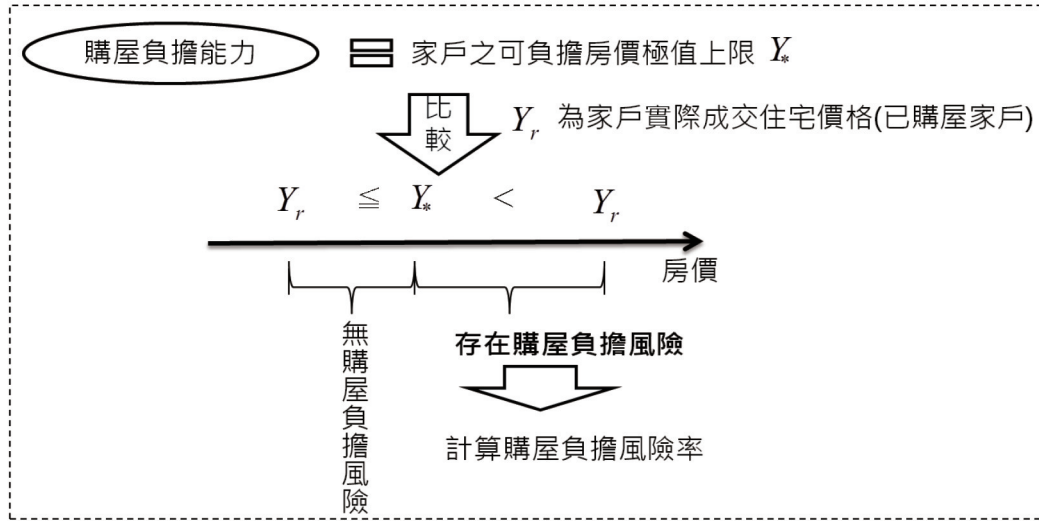 購屋負擔能力 = 家戶之可負擔房價極值上限 Y*
比較
Yr 為家戶實際成交住宅價格(已購屋家戶)
Yr ≦ Y* < Yr
房價
無購屋負擔風險
存在購屋負擔風險
計算購屋負擔風險率